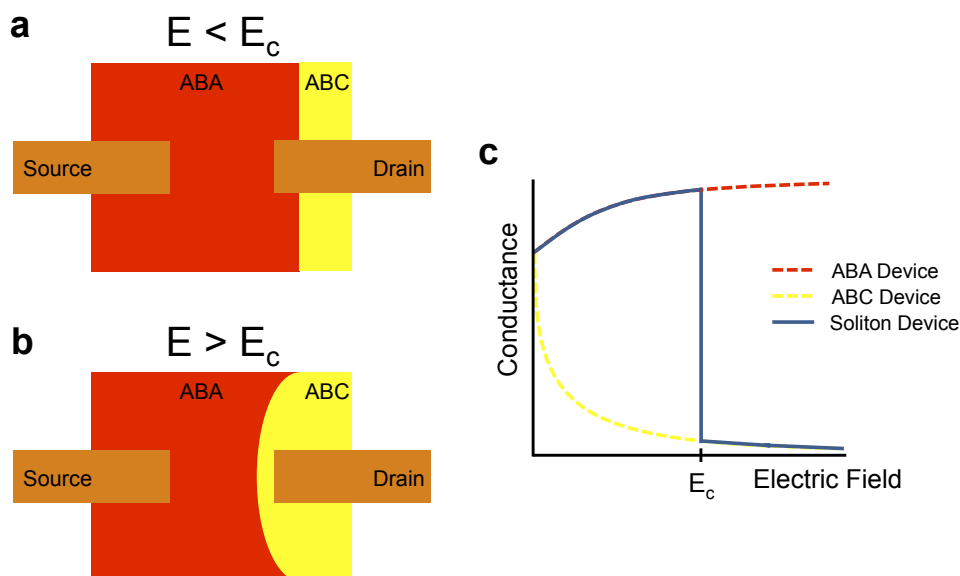 a
E < Ec
ABA
ABC
Source
Drain
b
E > Ec
ABA
ABC
Source
Drain
c
Conductance
ABA Device
ABC Device
Soliton Device
Ec
Electric Field